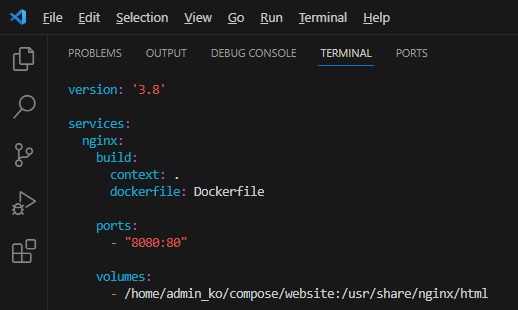 File Edit Selection View Go Run Terminal Help
PROBLEMS OUTPUT DEBUG CONSOLE TERMINAL PORTS
version: '3.8'
services:
nginx:
build:
context: .
dockerfile: Dockerfile
ports:
- "8080:80"
volumes:
- /home/admin_ko/compose/website:/usr/share/nginx/html